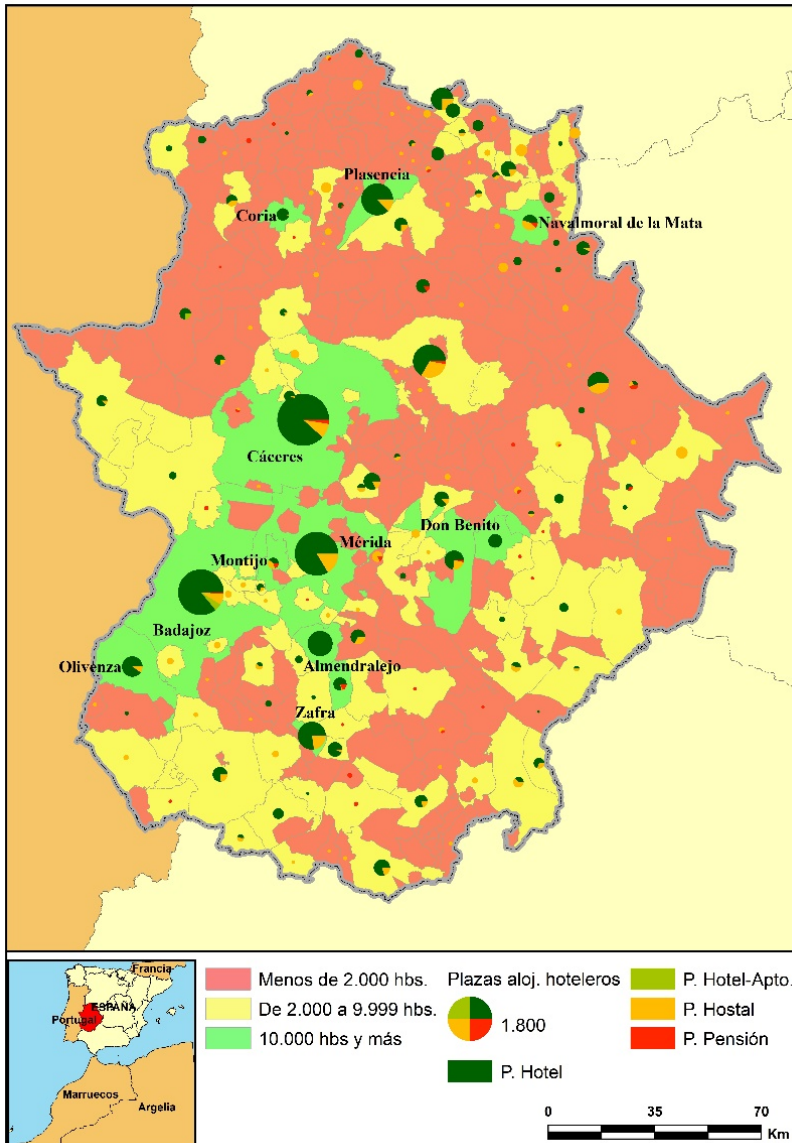 Plasencia
Coria
Navalmoral de la Mata
Cáceres
Don Benito
Mérida
Montijo
Badajoz
Olivenza
Almendralejo
Zafra
Francia
ESPAÑA
Portugal
Marruecos
Argelia
Menos de 2.000 hbs.
De 2.000 a 9.999 hbs.
10.000 hbs y más
Plazas aloj. hoteleros
1.800
P. Hotel
P. Hotel-Apto.
P. Hostal
P. Pensión
0 35 70
Km